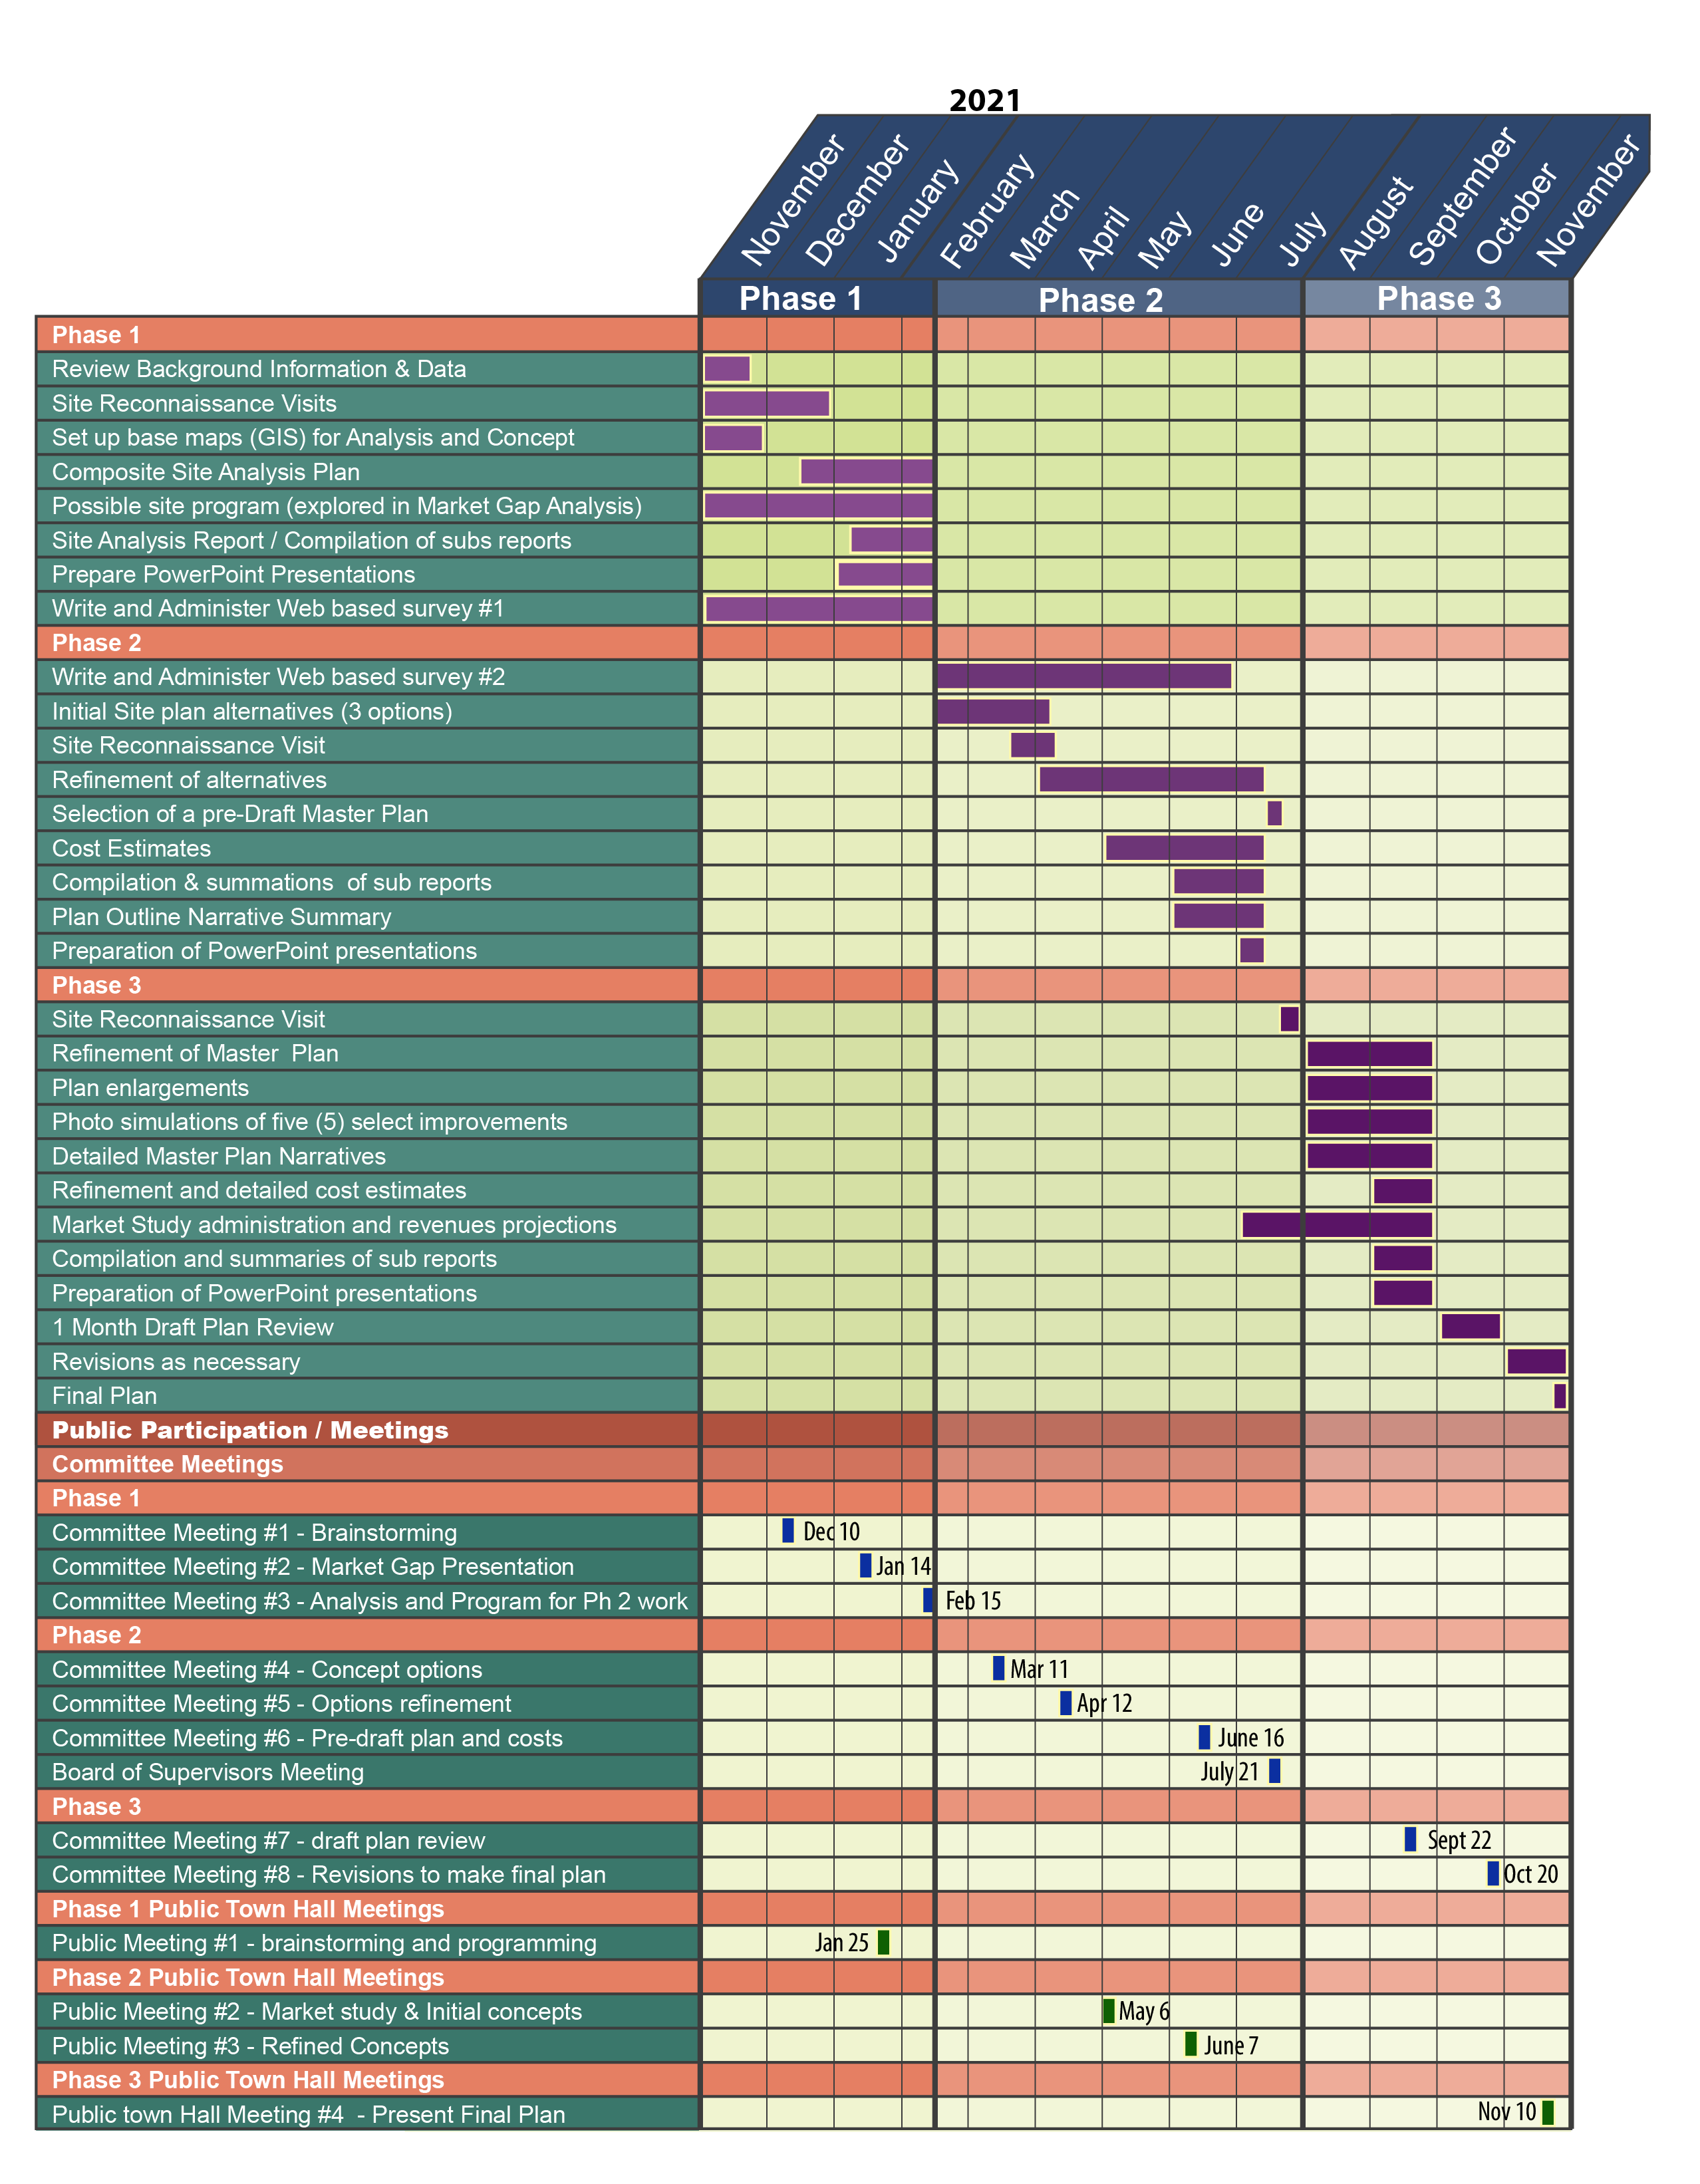 2021
November
December
January
February
March
April
May
June
July
August
September
October
November
Phase 1
Phase 2
Phase 3
Phase 1
Review Background Information & Data
Site Reconnaissance Visits
Set up base maps (GIS) for Analysis and Concept
Composite Site Analysis Plan
Possible site program (explored in Market Gap Analysis)
Site Analysis Report / Compilation of subs reports
Prepare PowerPoint Presentations
Write and Administer Web based survey #1
Phase 2
Write and Administer Web based survey #2
Initial Site plan alternatives (3 options)
Site Reconnaissance Visit
Refinement of alternatives
Selection of a pre-Draft Master Plan
Cost Estimates
Compilation & summations of sub reports
Plan Outline Narrative Summary
Preparation of PowerPoint presentations
Phase 3
Site Reconnaissance Visit
Refinement of Master Plan
Plan enlargements
Photo simulations of five (5) select improvements
Detailed Master Plan Narratives
Refinement and detailed cost estimates
Market Study administration and revenues projections
Compilation and summaries of sub reports
Preparation of PowerPoint presentations
1 Month Draft Plan Review
Revisions as necessary
Final Plan
Public Participation / Meetings
Committee Meetings
Phase 1
Committee Meeting #1 - Brainstorming Dec 10
Committee Meeting #2 - Market Gap Presentation Jan 14
Committee Meeting #3 - Analysis and Program for Ph 2 work Feb 15
Phase 2
Committee Meeting #4 - Concept options Mar 11
Committee Meeting #5 - Options refinement Apr 12
Committee Meeting #6 - Pre-draft plan and costs June 16
Board of Supervisors Meeting July 21
Phase 3
Committee Meeting #7 - draft plan review Sept 22
Committee Meeting #8 - Revisions to make final plan Oct 20
Phase 1 Public Town Hall Meetings
Public Meeting #1 - brainstorming and programming Jan 25
Phase 2 Public Town Hall Meetings
Public Meeting #2 - Market study & Initial concepts May 6
Public Meeting #3 - Refined Concepts June 7
Phase 3 Public Town Hall Meetings
Public town Hall Meeting #4 - Present Final Plan Nov 10